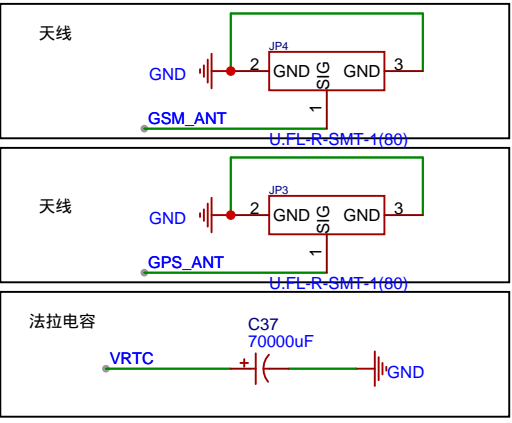 天线
JP4
GND
2
GND
SIG
GND
3
1
GSM_ANT
U.FL-R-SMT-1(80)
天线
JP3
GND
2
GND
SIG
GND
3
1
GPS_ANT
U.FL-R-SMT-1(80)
法拉电容
C37
70000uF
VRTC
+
GND